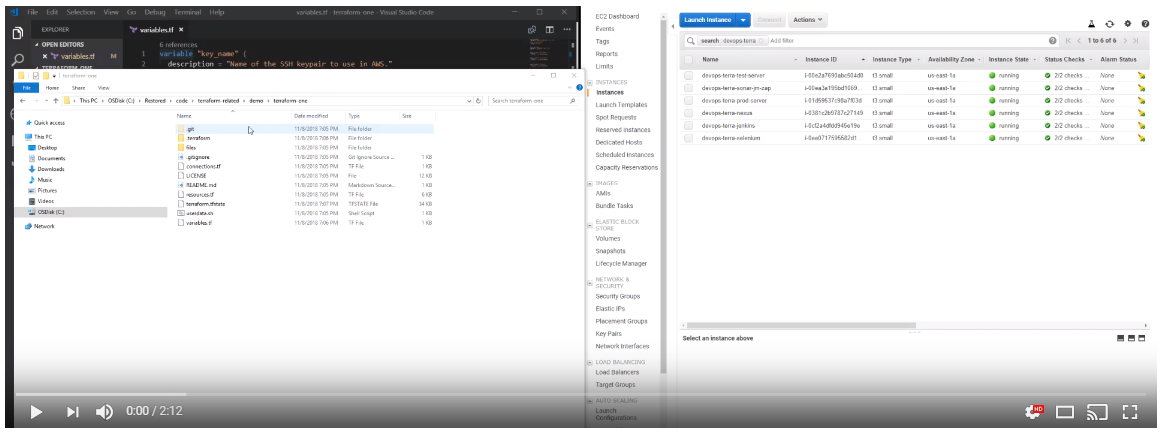 File Edit Selection View Go Debug Terminal Help variables.tf - terraform-one - Visual Studio Code
EXPLORER
variables.tf
OPEN EDITORS
variables.tf M
6 references
1 variable "key_name" {
2 description = "Name of the SSH keypair to use in AWS."
TERRAFORM-ONE
terraform-one
File Home Share View
This PC OSDisk (C:) Restored code terraform-related demo terraform-one
Search terraform-one
Name Date modified Type Size
Quick access
This PC
Desktop
Documents
Downloads
Music
Pictures
Videos
OSDisk (C:)
Network
.git 11/8/2018 7:05 PM File folder
.terraform 11/8/2018 7:06 PM File folder
files 11/8/2018 7:05 PM File folder
.gitignore 11/8/2018 7:05 PM Git Ignore Source ... 1 KB
connections.tf 11/8/2018 7:05 PM TF File 1 KB
LICENSE 11/8/2018 7:05 PM File 12 KB
README.md 11/8/2018 7:05 PM Markdown Source... 1 KB
resources.tf 11/8/2018 7:05 PM TF File 6 KB
terraform.tfstate 11/8/2018 7:07 PM TFSTATE File 34 KB
userdata.sh 11/8/2018 7:05 PM Shell Script 1 KB
variables.tf 11/8/2018 7:06 PM TF File 1 KB
EC2 Dashboard
Events
Tags
Reports
Limits
INSTANCES
Instances
Launch Templates
Spot Requests
Reserved Instances
Dedicated Hosts
Scheduled Instances
Capacity Reservations
IMAGES
AMIs
Bundle Tasks
ELASTIC BLOCK
STORE
Volumes
Snapshots
Lifecycle Manager
NETWORK &
SECURITY
Security Groups
Elastic IPs
Placement Groups
Key Pairs
Network Interfaces
LOAD BALANCING
Load Balancers
Target Groups
AUTO SCALING
Launch
Configurations
Launch Instance Connect Actions
search : devops-terra Add filter
1 to 6 of 6
Name Instance ID Instance Type Availability Zone Instance State Status Checks Alarm Status
devops-terra-test-server t3.small us-east-1a running 2/2 checks ... None
devops-terra-sonar-jm-zap t3.small us-east-1a running 2/2 checks ... None
devops-terra-prod-server t3.small us-east-1a running 2/2 checks ... None
devops-terra-nexus t3.small us-east-1a running 2/2 checks ... None
devops-terra-jenkins t3.small us-east-1a running 2/2 checks ... None
devops-terra-selenium t3.small us-east-1a running 2/2 checks ... None
Select an instance above
0:00 / 2:12
HD